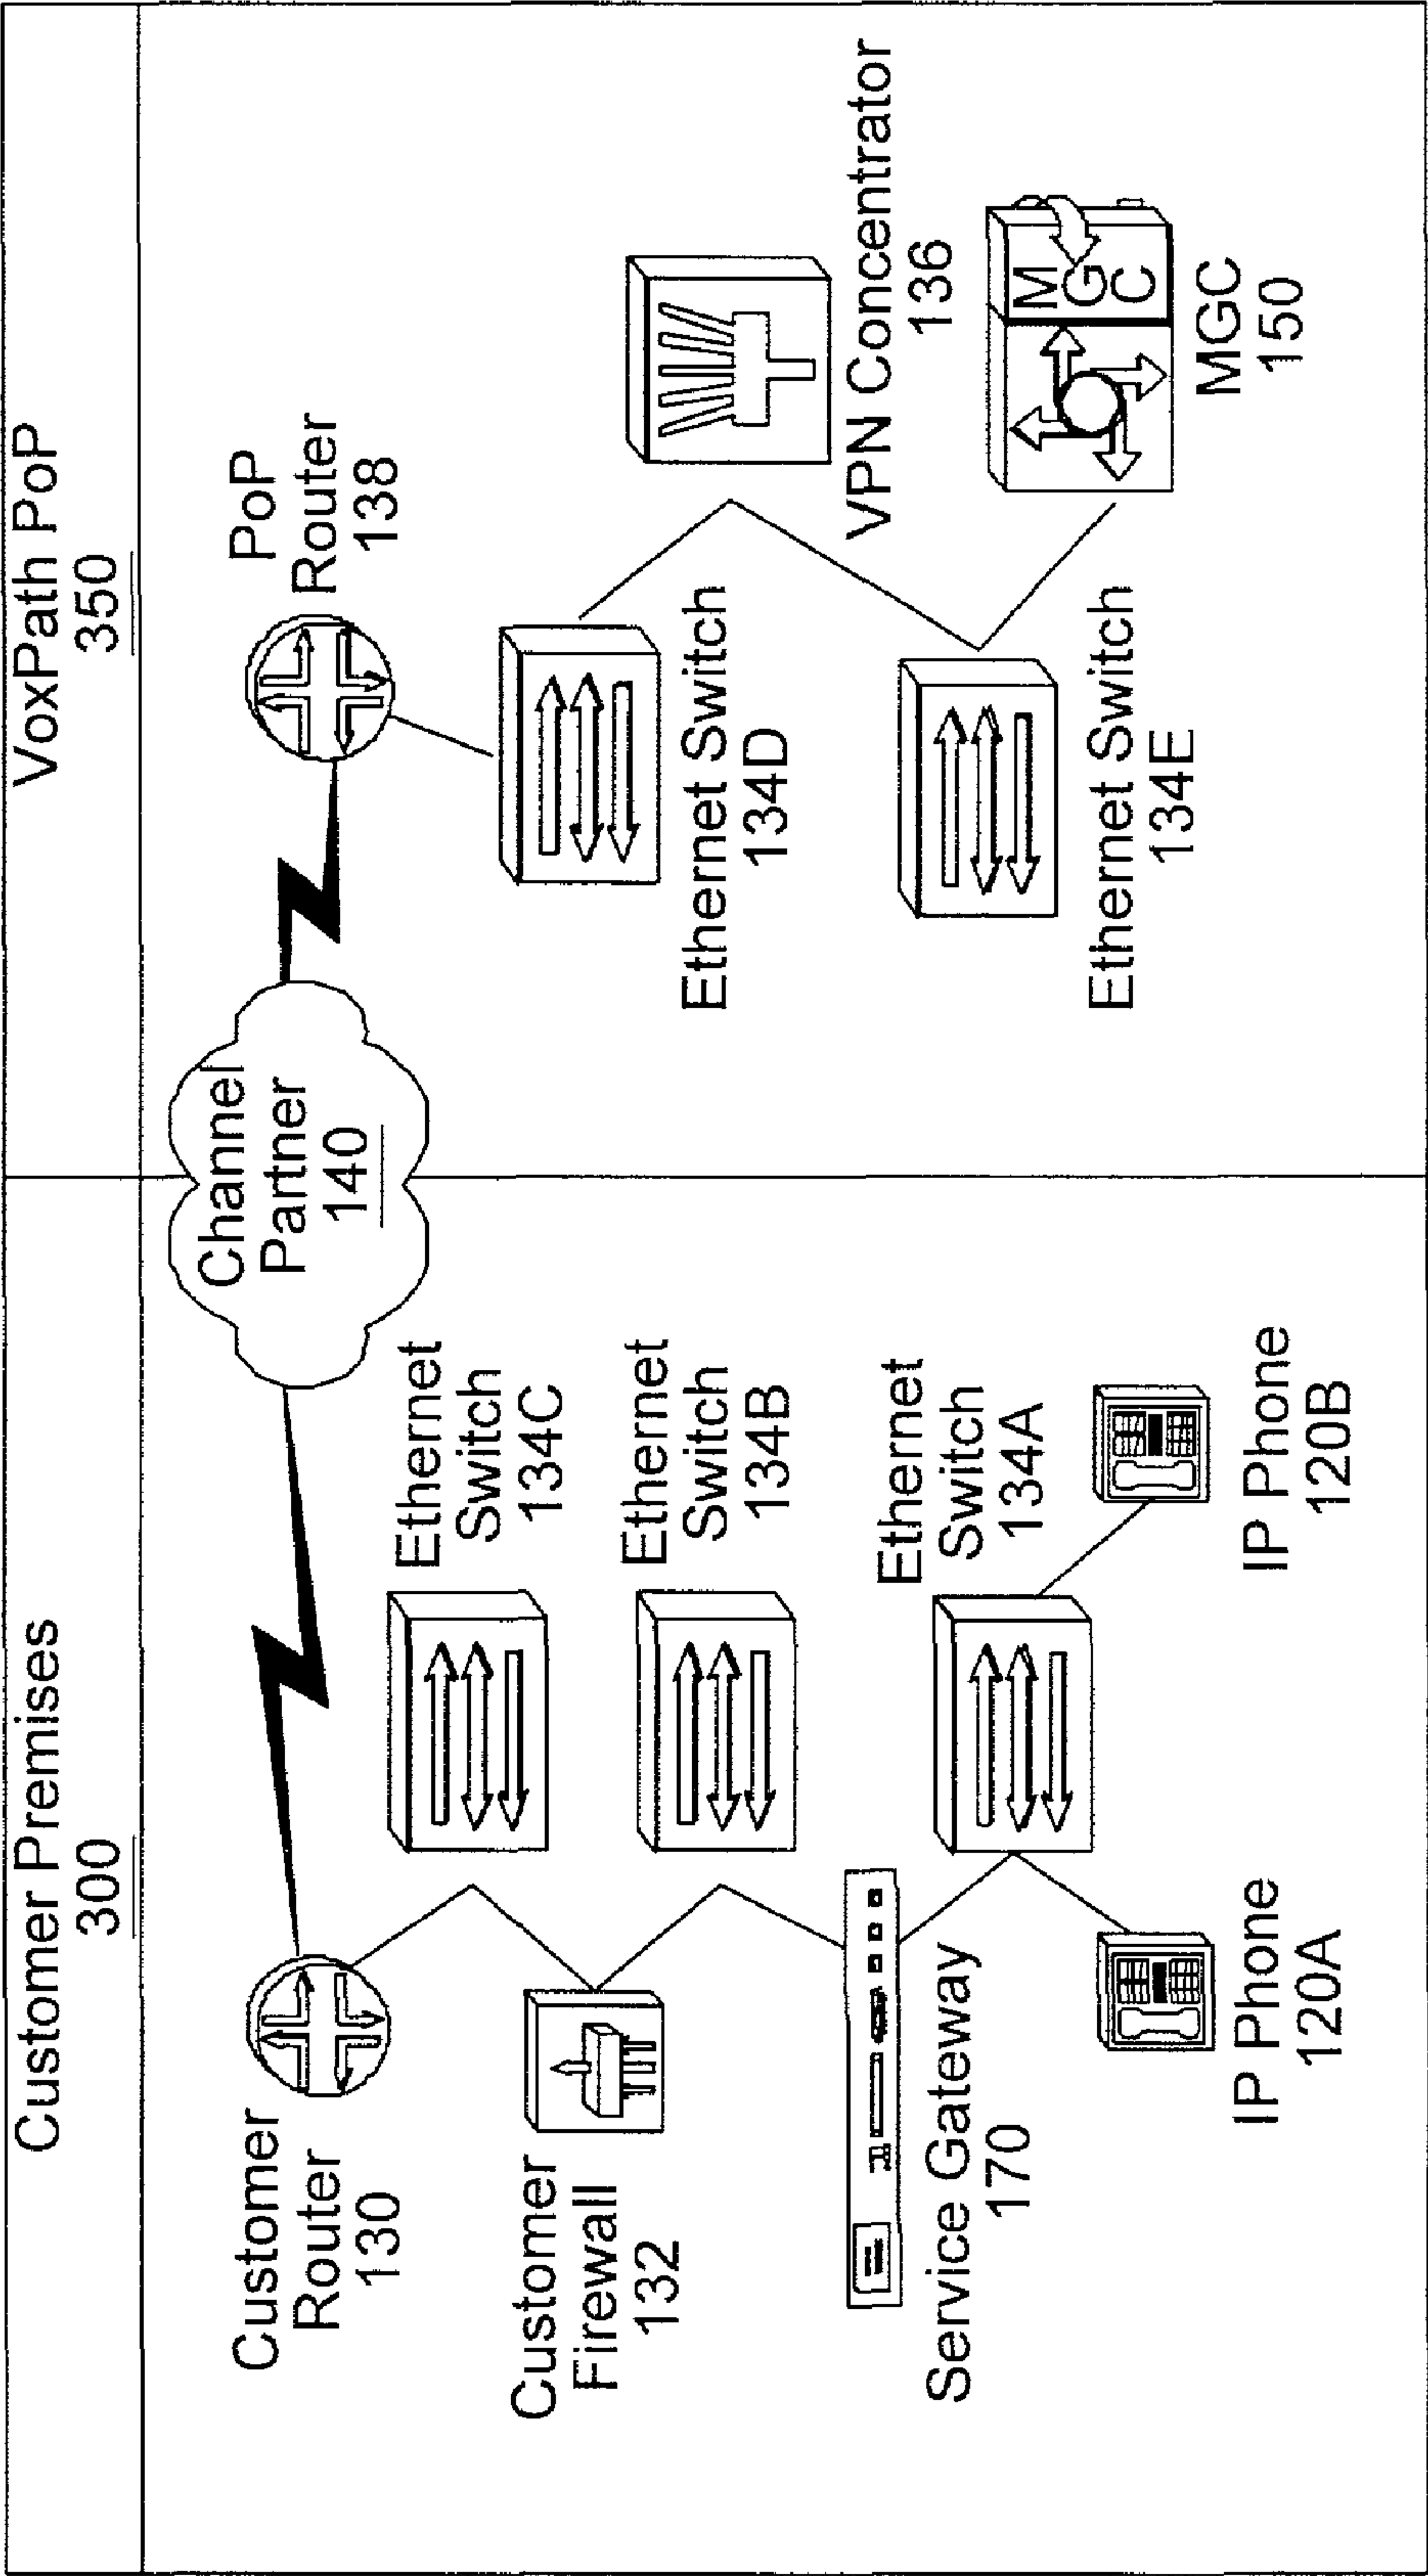 Customer Premises
300
VoxPath PoP
350
Customer
Router
130
Channel
Partner
140
PoP
Router
138
Ethernet
Switch
134C
Customer
Firewall
132
Ethernet
Switch
134B
Ethernet Switch
134D
VPN Concentrator
136
Service Gateway
170
Ethernet
Switch
134A
Ethernet Switch
134E
M
G
C
MGC
150
IP Phone
120A
IP Phone
120B